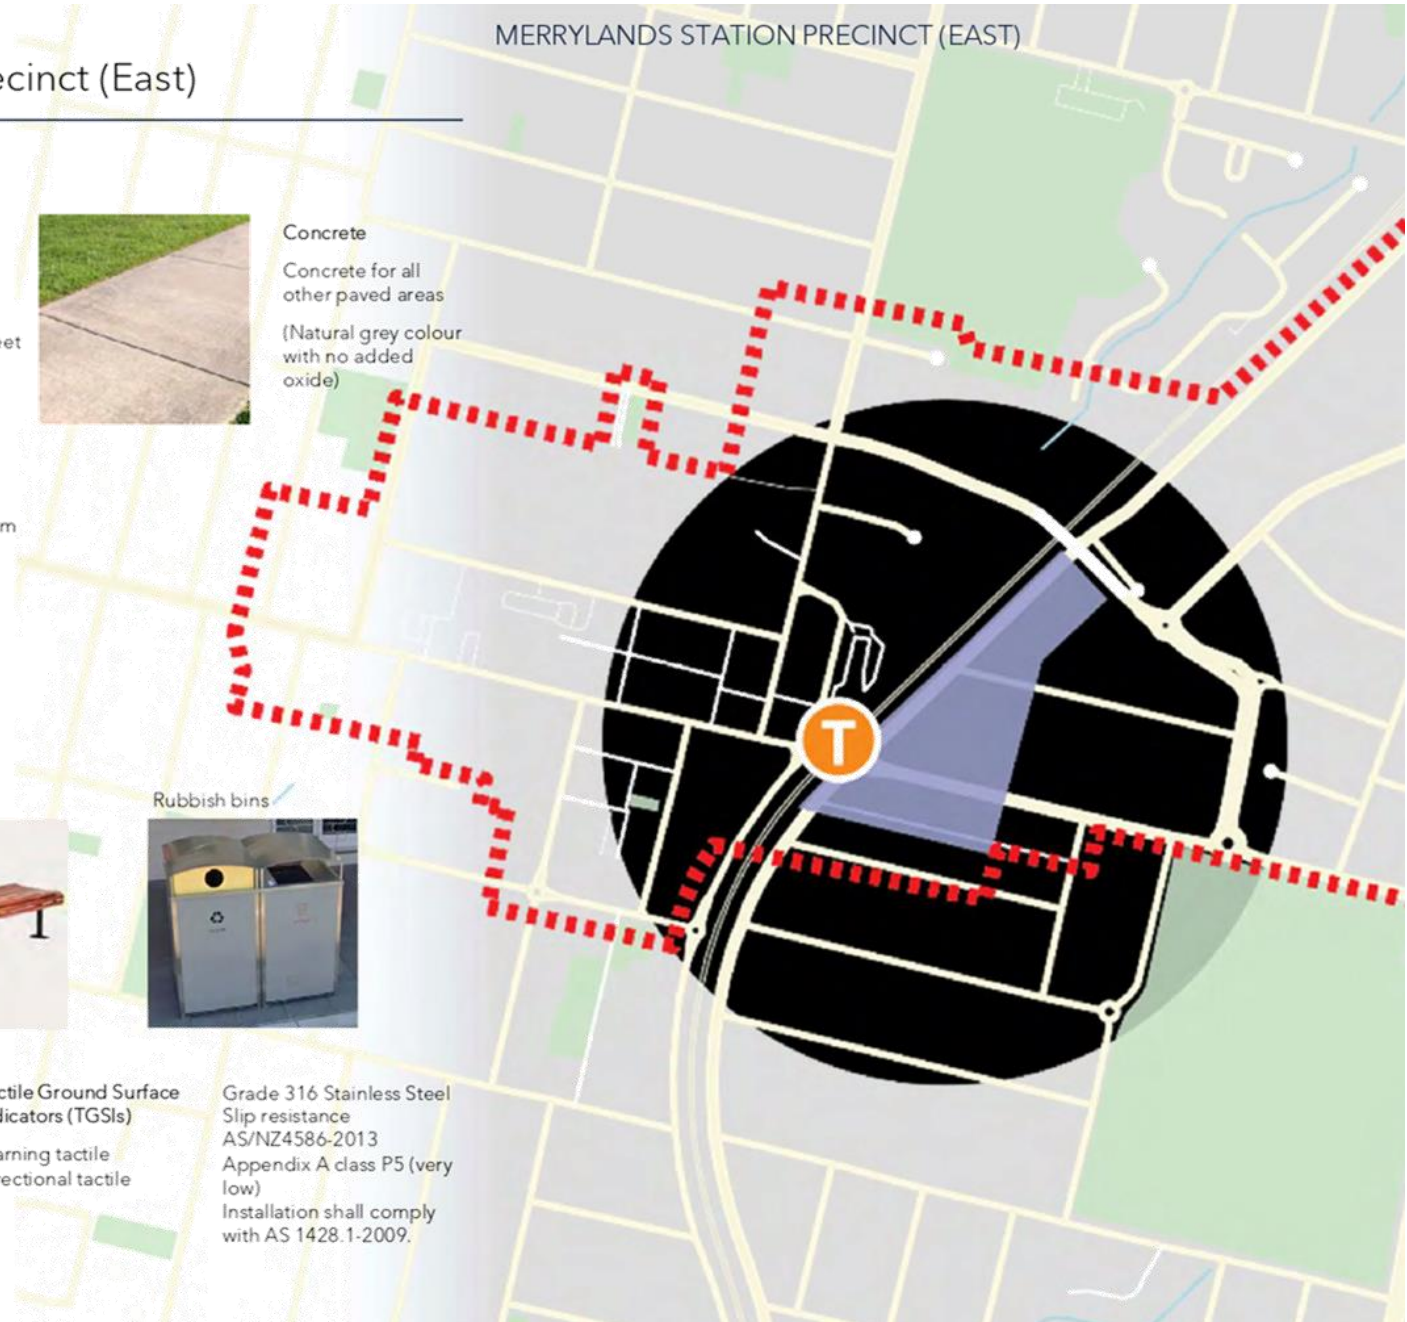 MERRYLANDS STATION PRECINCT (EAST)
ecinct (East)
Concrete
Concrete for all
other paved areas
(Natural grey colour
with no added
oxide)
eet
m
T
Rubbish bins
ctile Ground Surface
dicators (TGSIs)
arning tactile
ectional tactile
Grade 316 Stainless Steel
Slip resistance
AS/NZ4586-2013
Appendix A class P5 (very
low)
Installation shall comply
with AS 1428.1-2009.